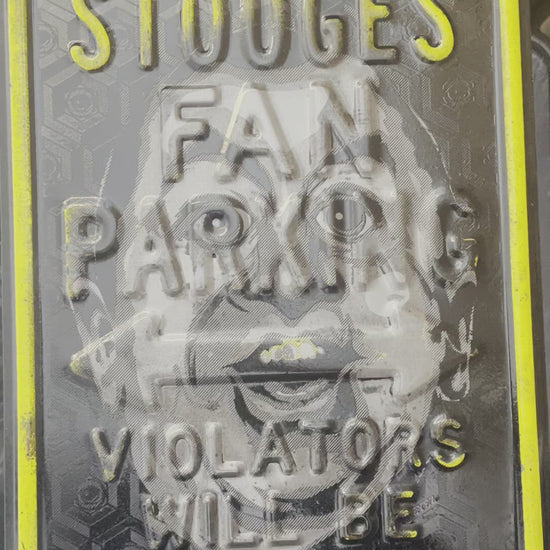 STOOGES
FAN
PARKING
VIOLATORS
WILL BE